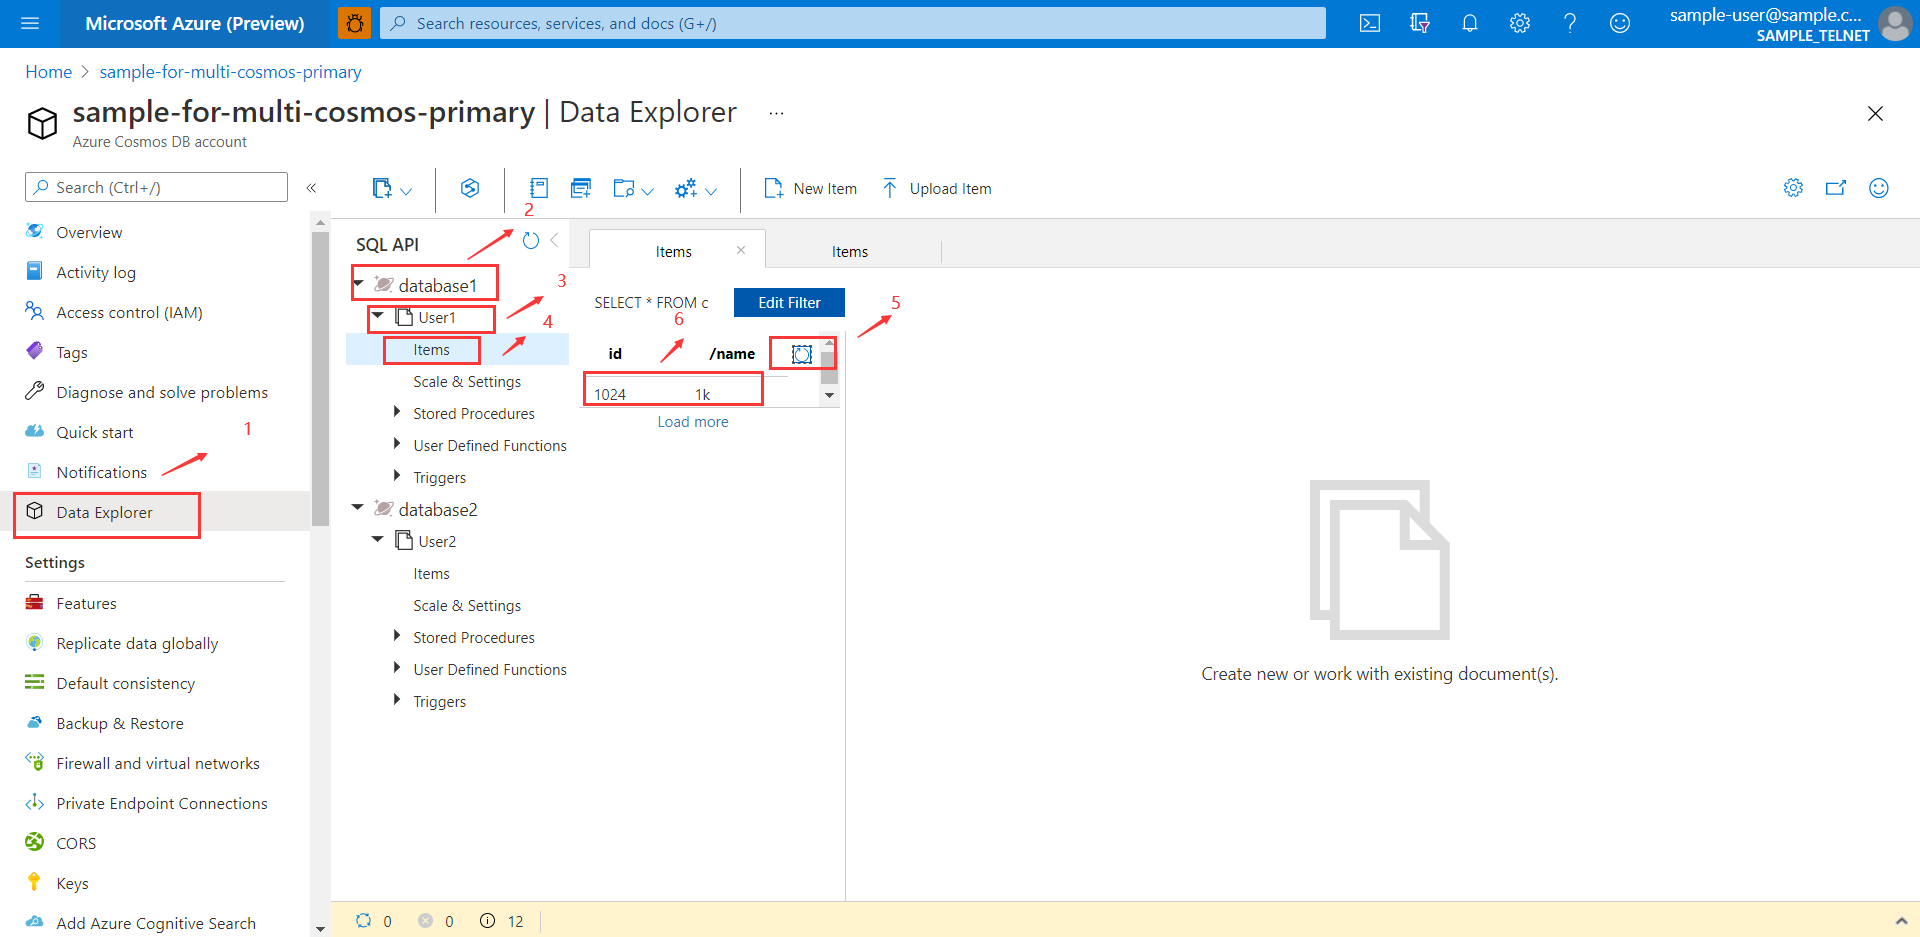 Microsoft Azure (Preview)
Search resources, services, and docs (G+/)
sample-user@sample.c...
SAMPLE_TELNET
Home > sample-for-multi-cosmos-primary
sample-for-multi-cosmos-primary | Data Explorer ...
Azure Cosmos DB account
Search (Ctrl+/)
«
New Item
Upload Item
Overview
Activity log
Access control (IAM)
Tags
Diagnose and solve problems
Quick start
1
Notifications
Data Explorer
Settings
Features
Replicate data globally
Default consistency
Backup & Restore
Firewall and virtual networks
Private Endpoint Connections
CORS
Keys
Add Azure Cognitive Search
2
SQL API
database1
3
User1
4
Items
Scale & Settings
Stored Procedures
User Defined Functions
Triggers
database2
User2
Items
Scale & Settings
Stored Procedures
User Defined Functions
Triggers
Items
Items
SELECT * FROM c
Edit Filter
5
6
id /name
1024 1k
Load more
Create new or work with existing document(s).
0 0 12